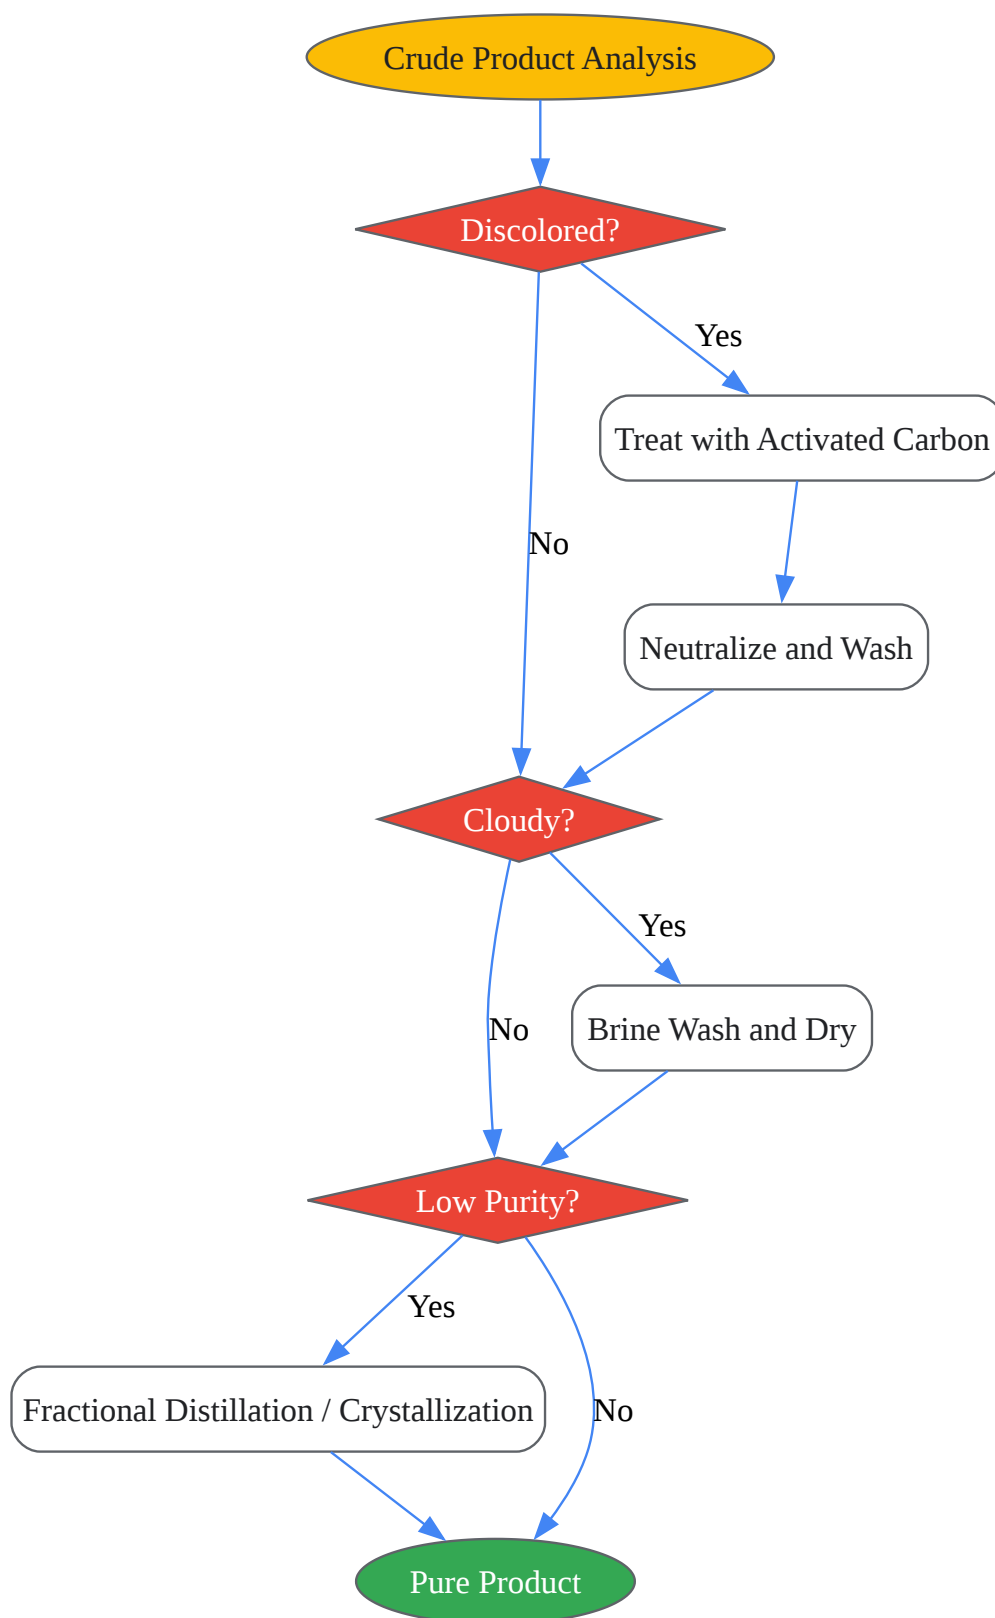 Crude Product Analysis
Discolored?
Yes
Treat with Activated Carbon
No
Neutralize and Wash
Cloudy?
Yes
No
Brine Wash and Dry
Low Purity?
Yes
Fractional Distillation / Crystallization
No
Pure Product